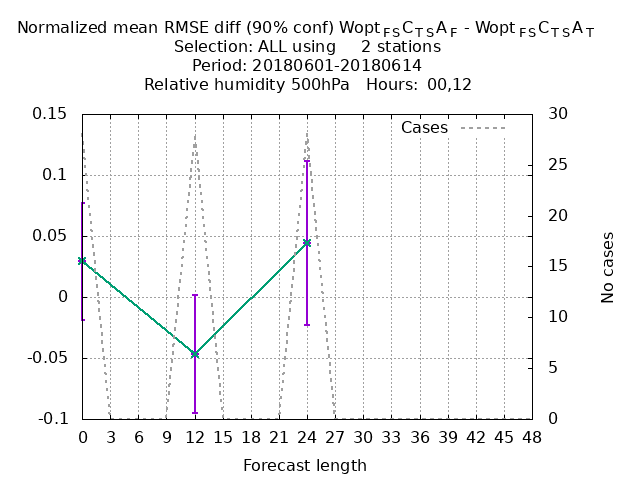 Normalized mean RMSE diff (90% conf) Wopt FS C TS A F - Wopt FS C TS A T
Selection: ALL using 2 stations
Period: 20180601-20180614
Relative humidity 500hPa Hours: 00,12
Cases
0.15
0.1
0.05
0
-0.05
-0.1
30
25
20
15
10
5
0
No cases
0 3 6 9 12 15 18 21 24 27 30 33 36 39 42 45 48
Forecast length